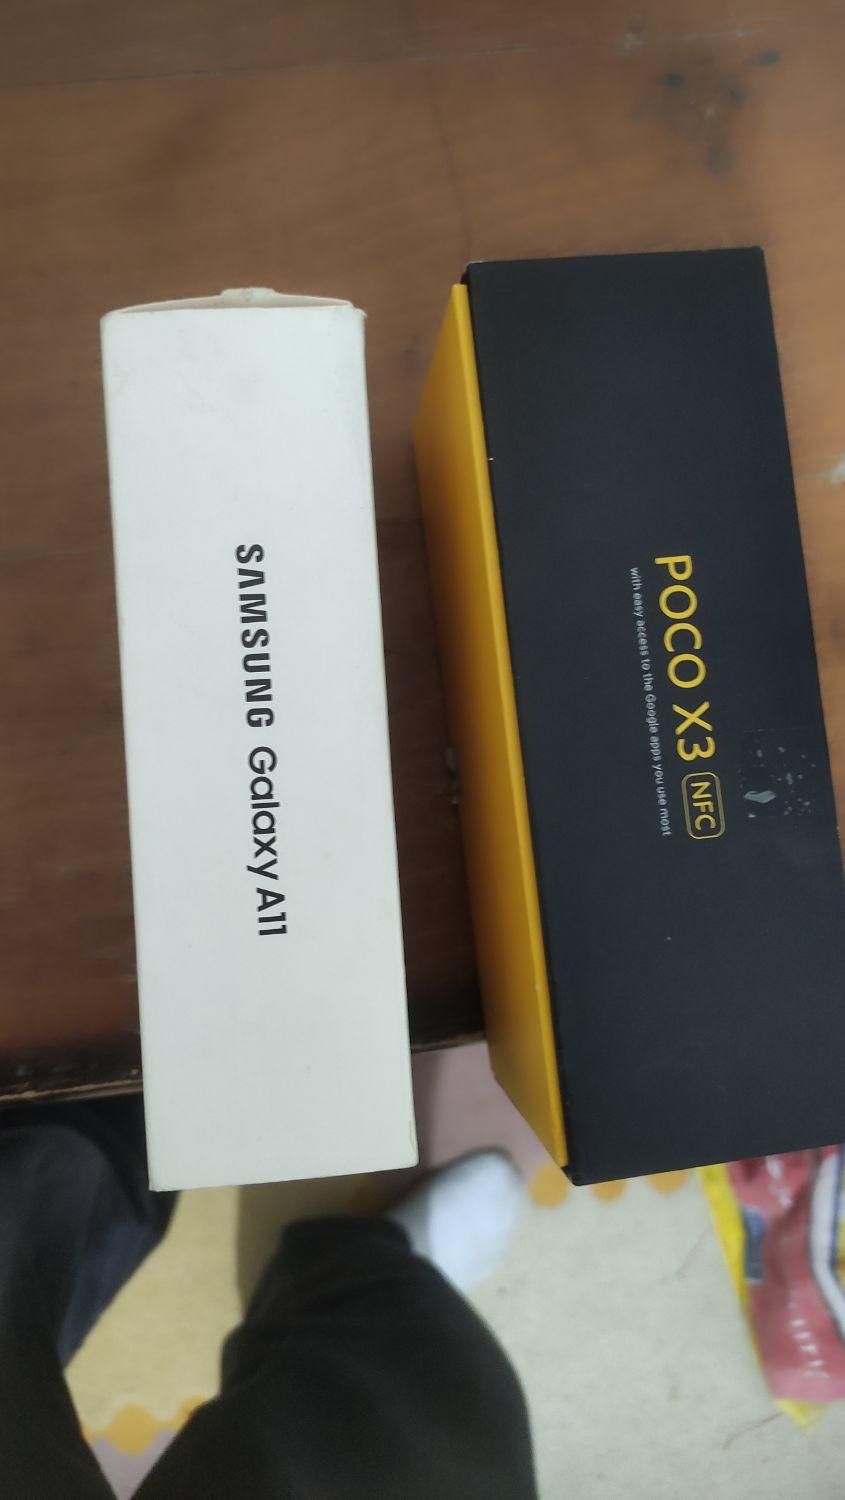 SAMSUNG Galaxy A11
POCO X3 NFC
with easy access to the Google apps you use most